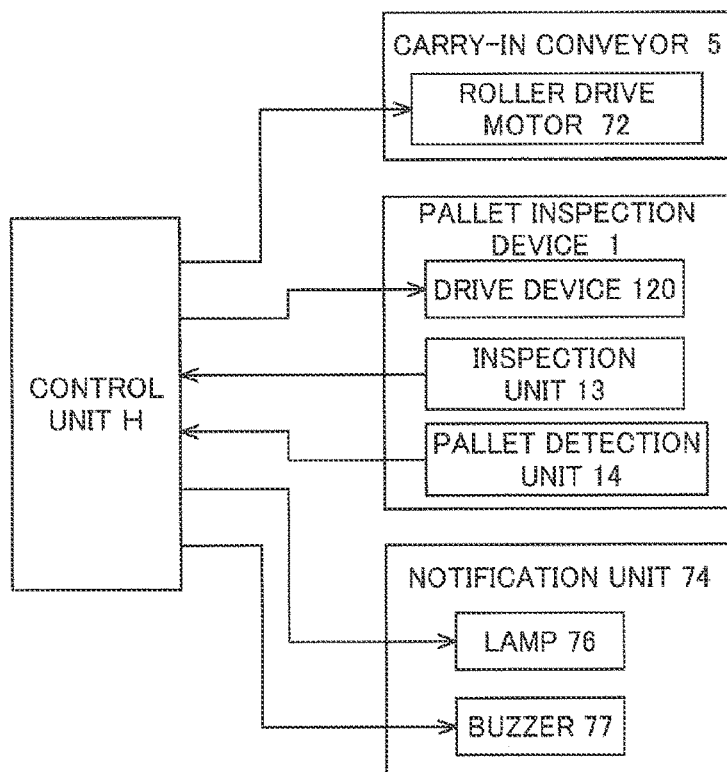 CARRY-IN CONVEYOR 5
ROLLER DRIVE
MOTOR 72
PALLET INSPECTION
DEVICE 1
DRIVE DEVICE 120
INSPECTION
UNIT 13
PALLET DETECTION
UNIT 14
CONTROL
UNIT H
NOTIFICATION UNIT 74
LAMP 76
BUZZER 77